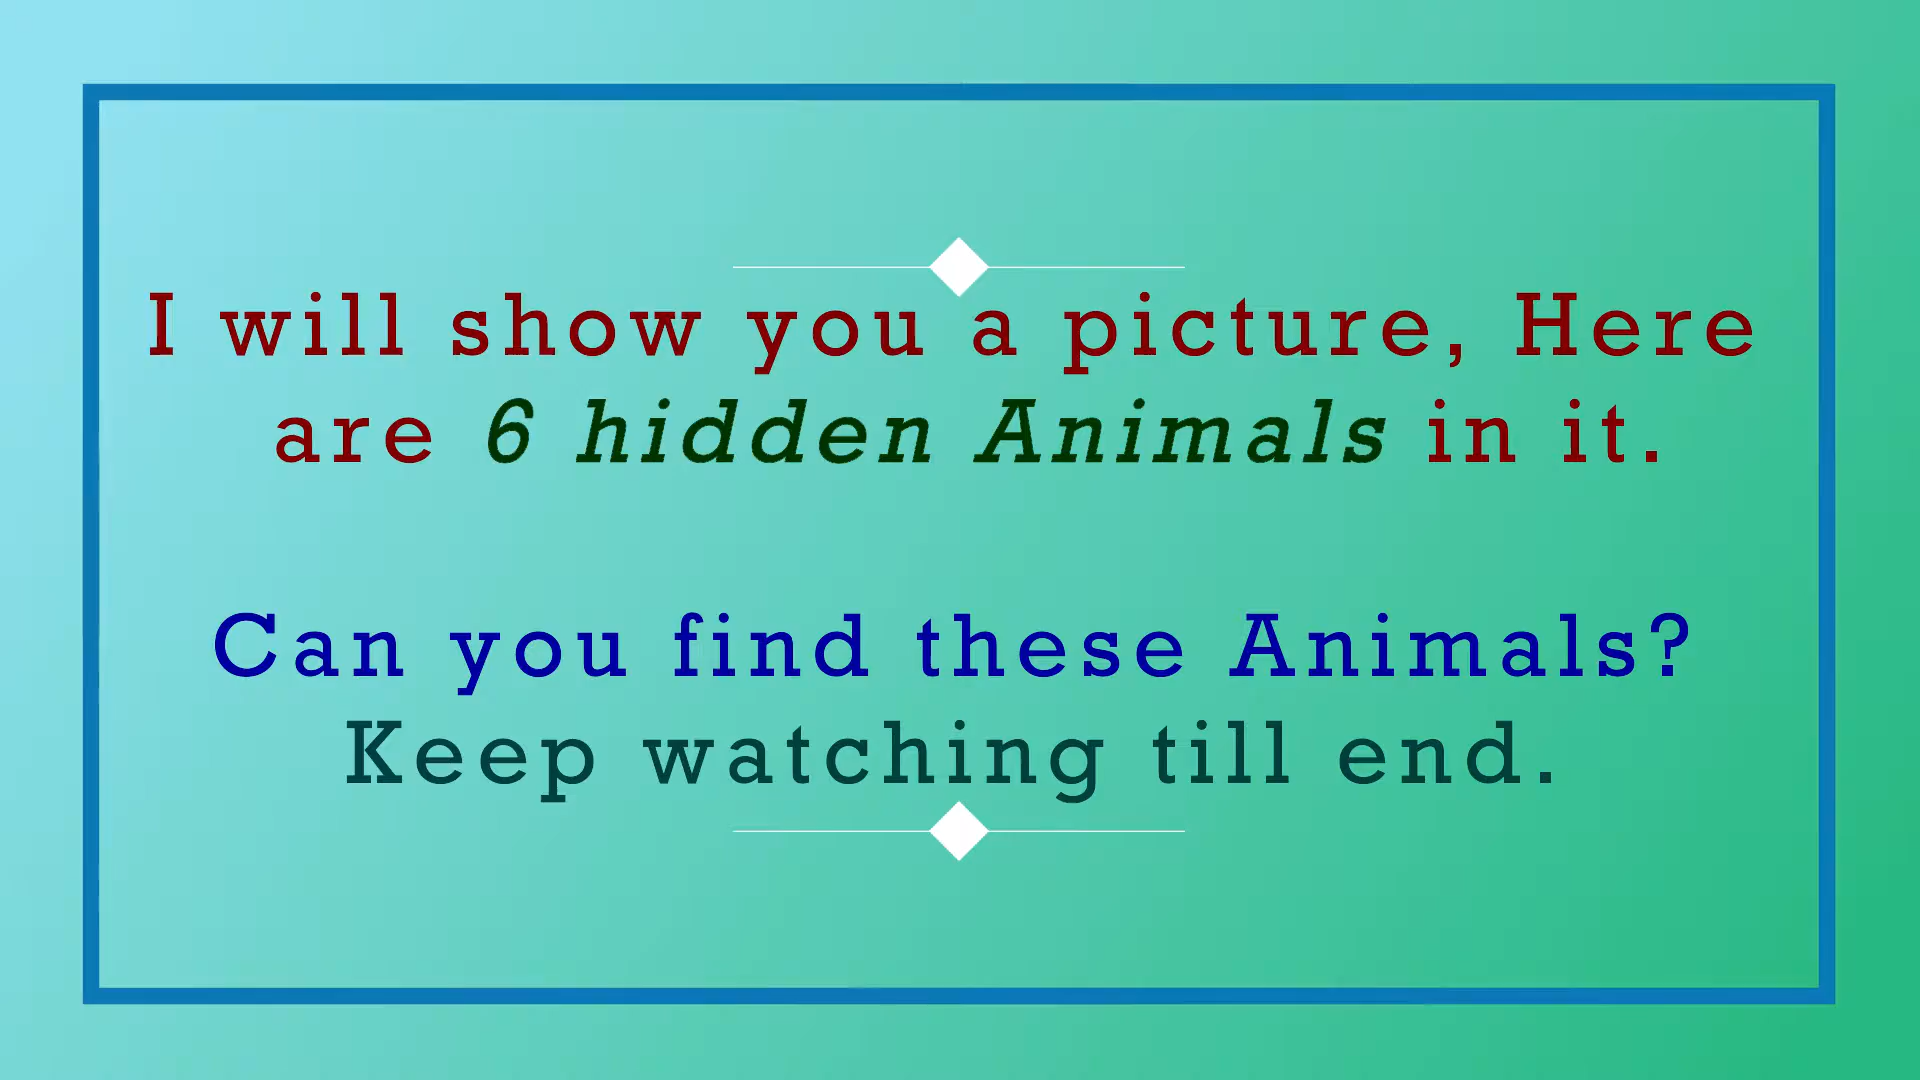 I will show you a picture, Here
are 6 hidden Animals in it.
Can you find these Animals?
Keep watching till end.